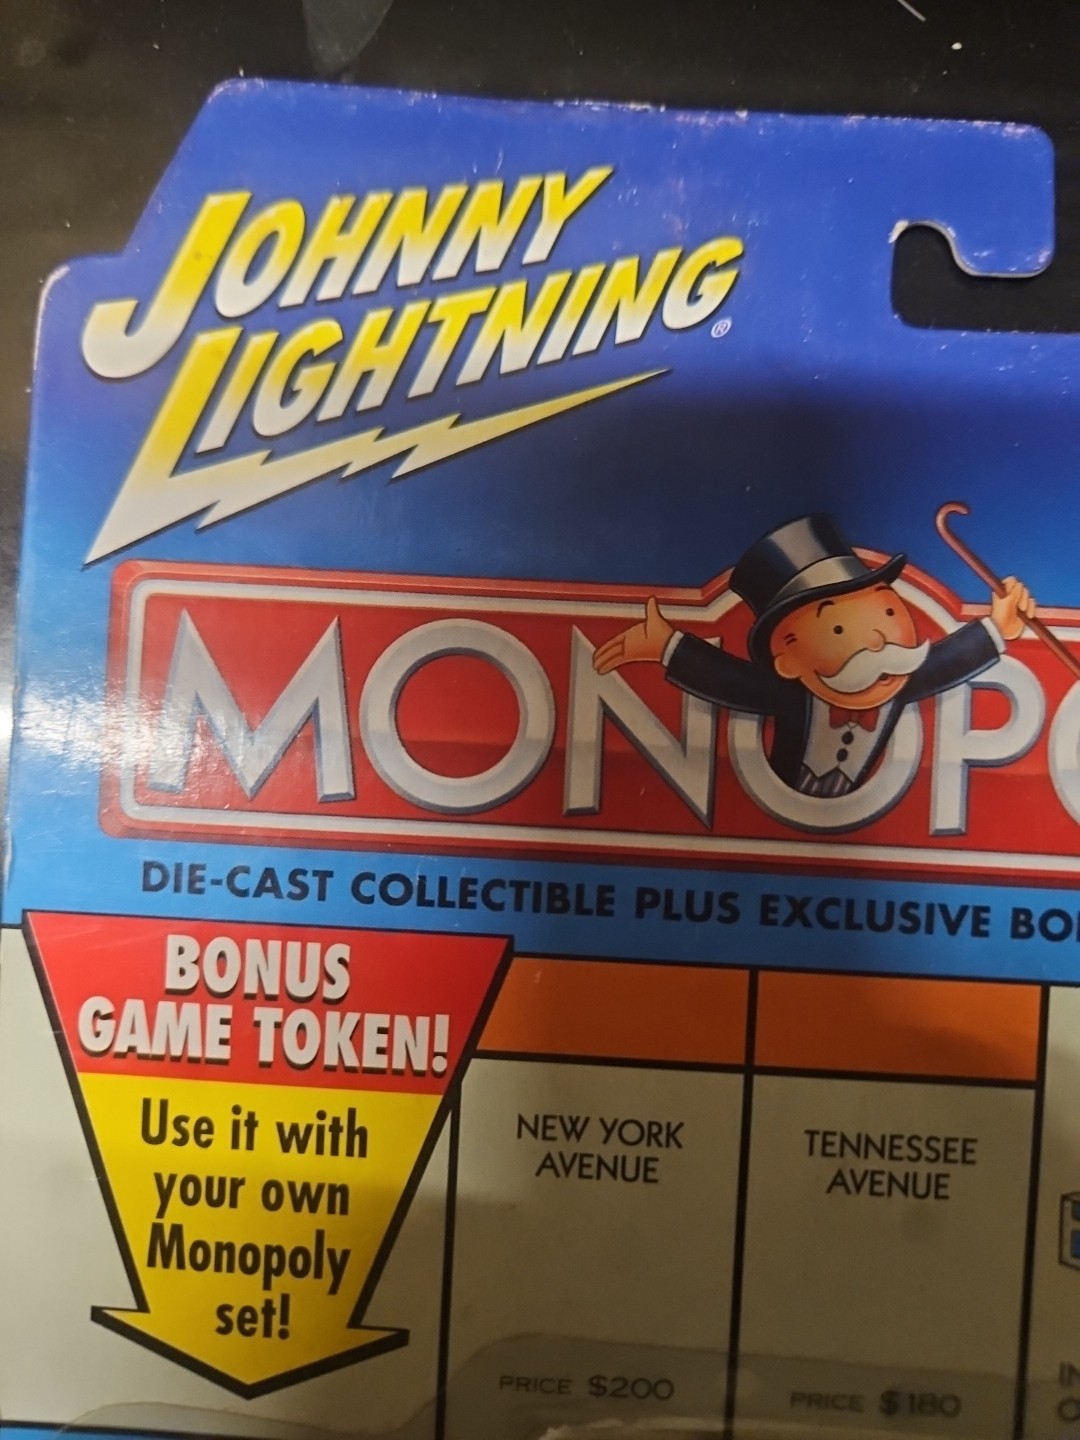 JOHNNY
LIGHTNING®
MONOP
DIE-CAST COLLECTIBLE PLUS EXCLUSIVE
BONUS
GAME TOKEN!
Use it with
your own
Monopoly
set!
NEW YORK
AVENUE
PRICE $200
TENNESSEE
AVENUE
PRICE $180